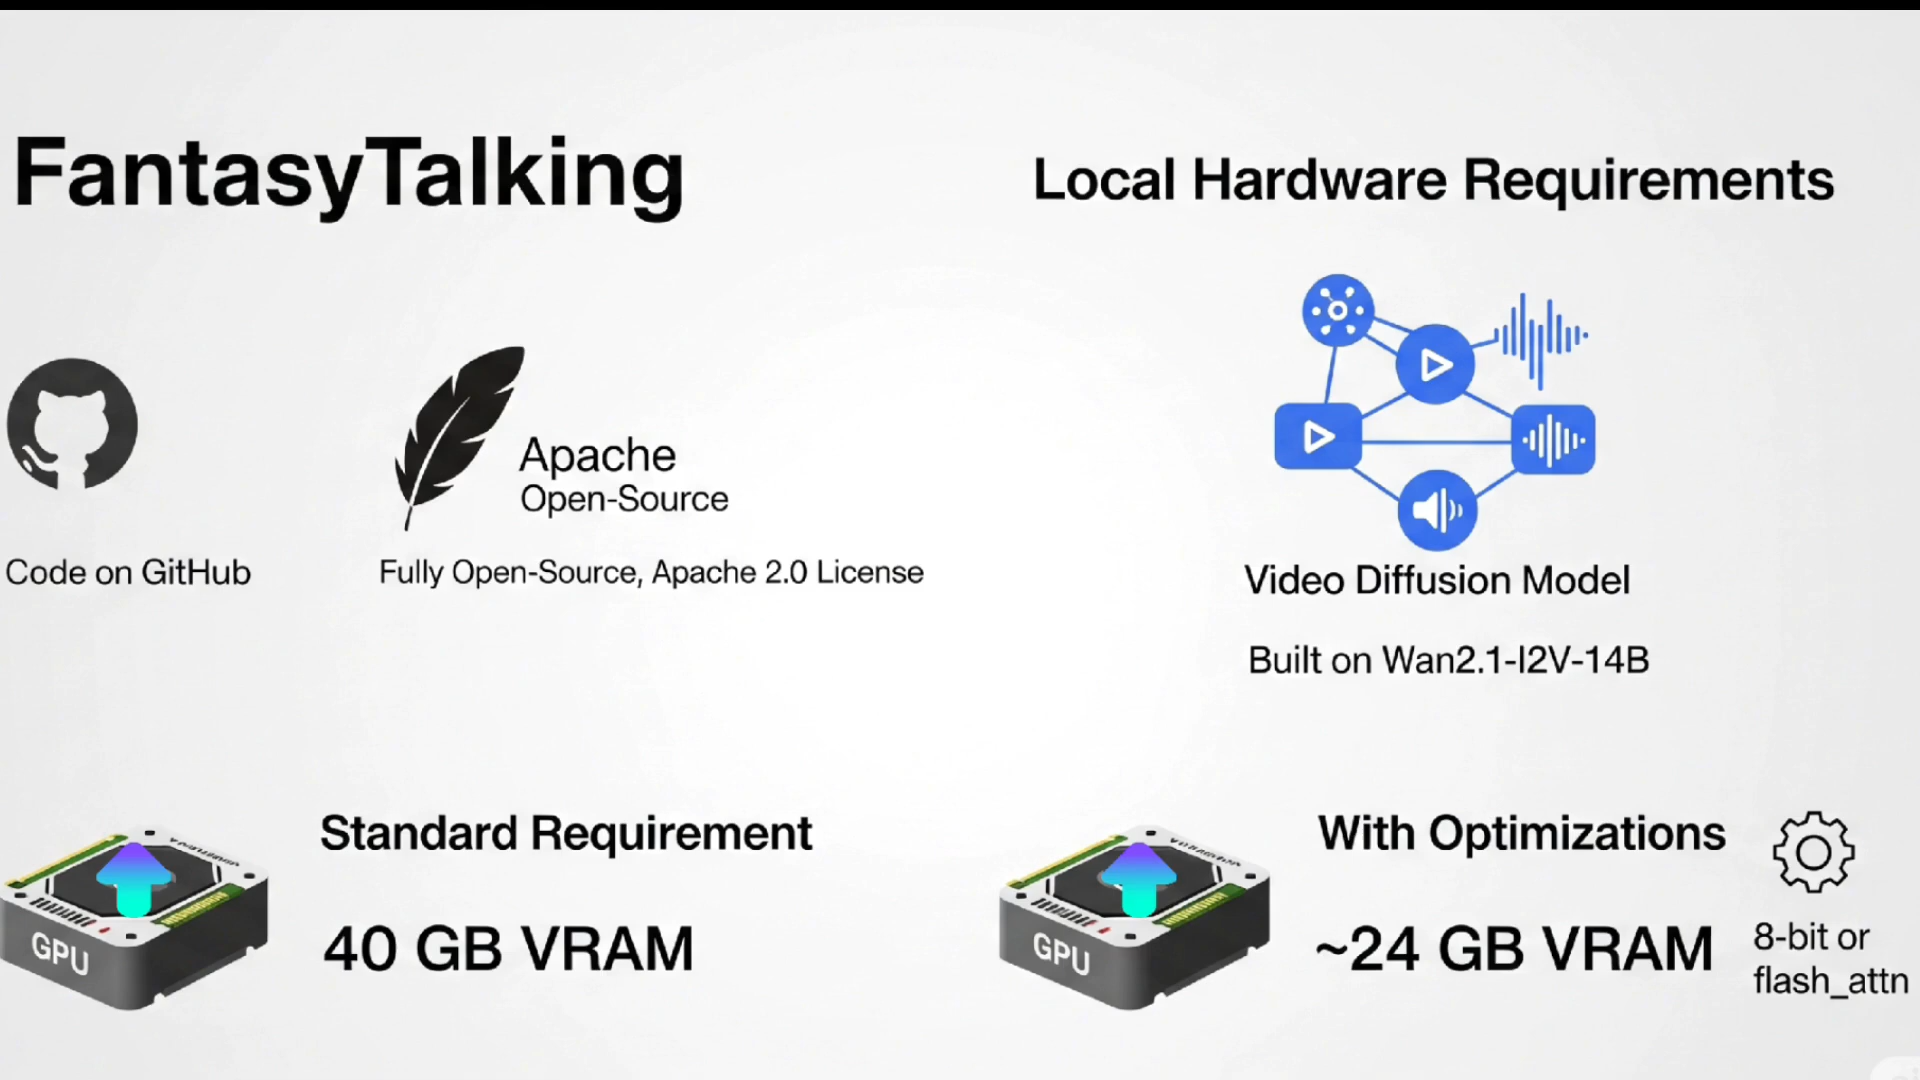 FantasyTalking
Local Hardware Requirements
Apache
Open-Source
Code on GitHub
Fully Open-Source, Apache 2.0 License
Video Diffusion Model
Built on Wan2.1-I2V-14B
Standard Requirement
40 GB VRAM
GPU
With Optimizations
~24 GB VRAM
GPU
8-bit or
flash_attn